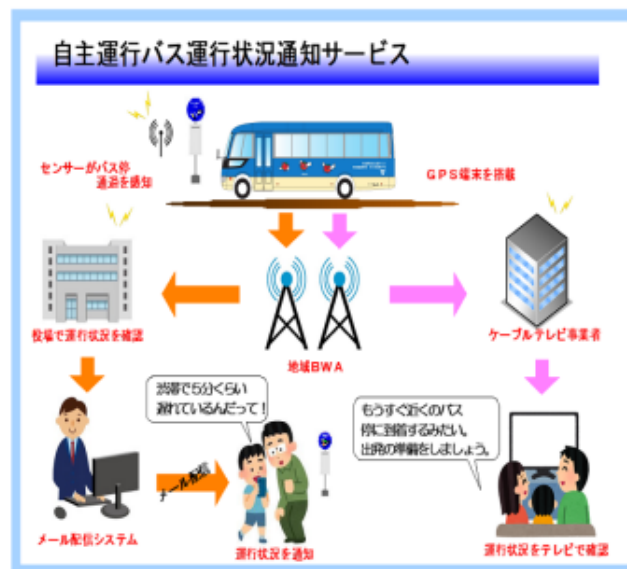 自主運行バス運行状況通知サービス
センサーがバス停
通過を感知
GPS端末を搭載
役場で運行状況を確認
地域BWA
ケーブルテレビ事業者
渋滞で5分くらい
遅れているんだって!
もうすぐ近くのバス
停に到着するみたい。
出発の準備をしましょう。
メール配信
メール配信システム
運行状況を通知
運行状況をテレビで確認